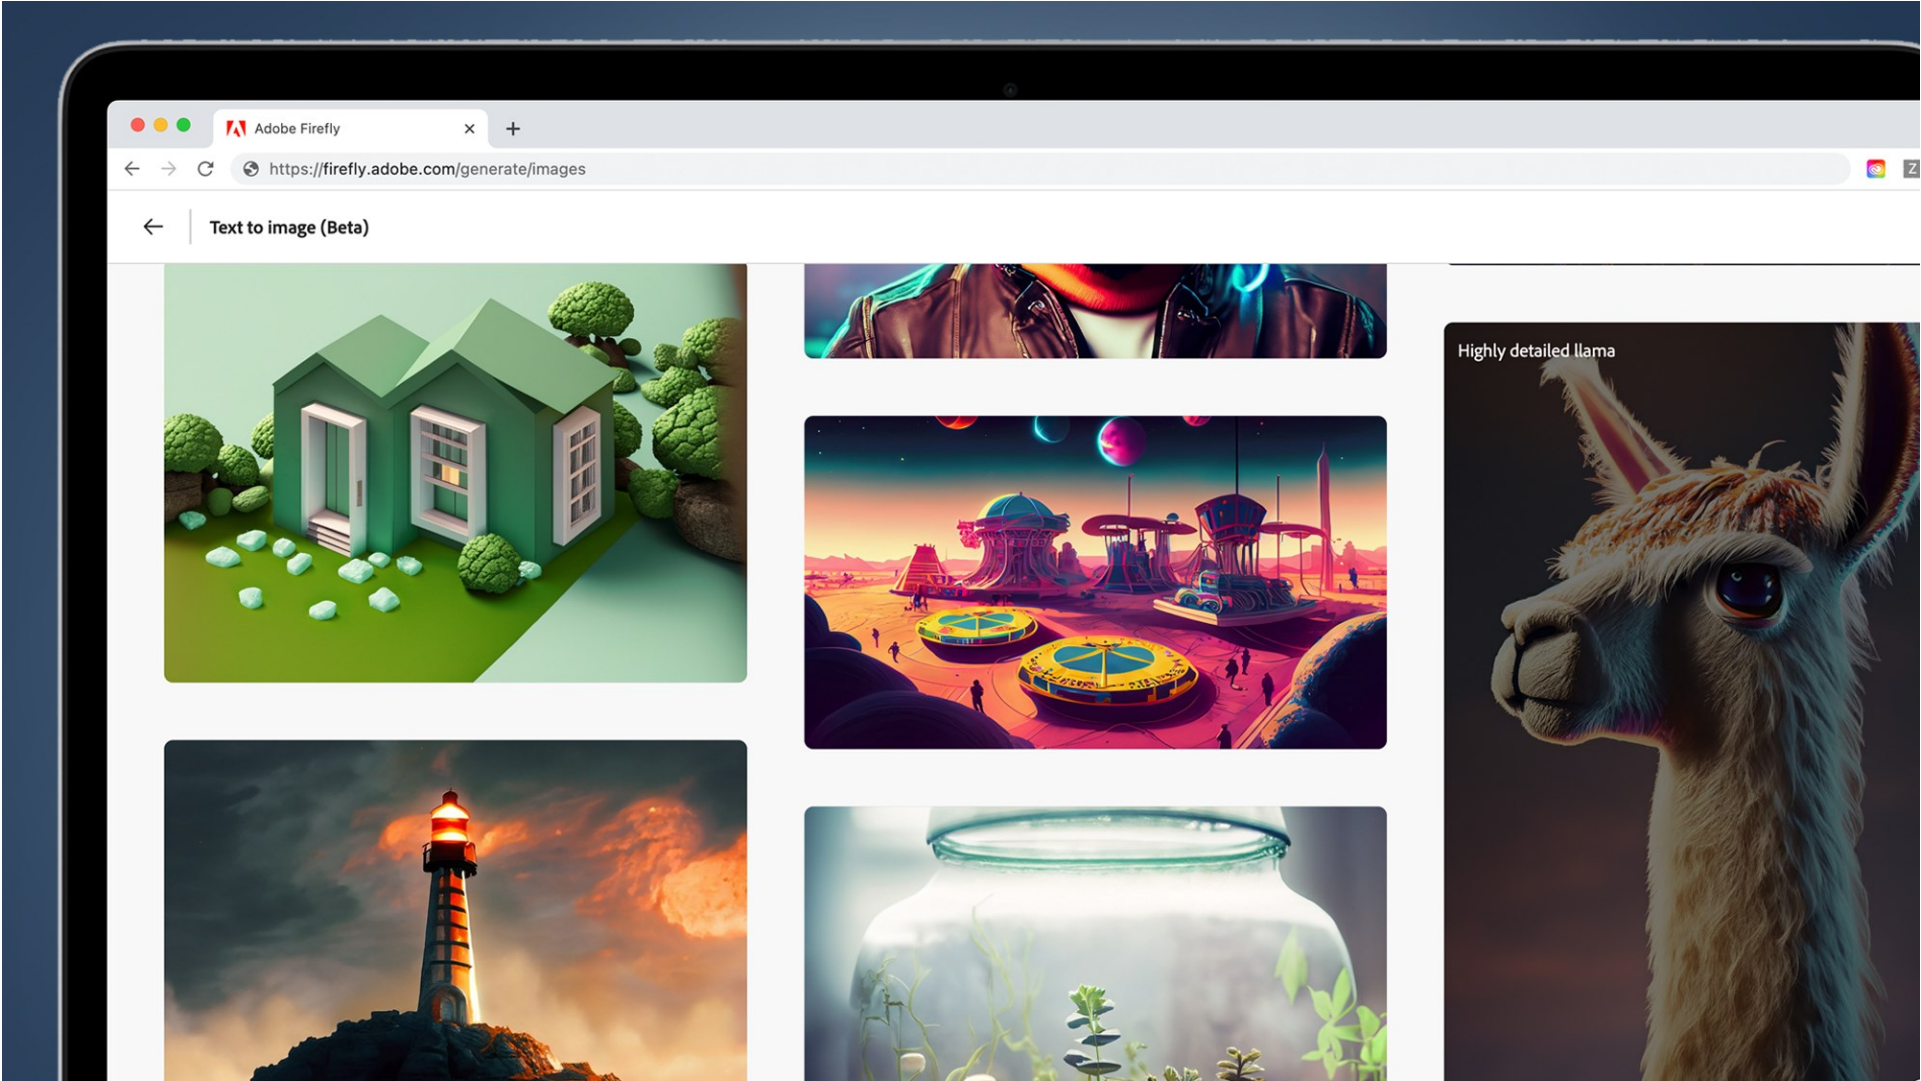 Adobe Firefly
https://firefly.adobe.com/generate/images
Z
Text to image (Beta)
Highly detailed llama